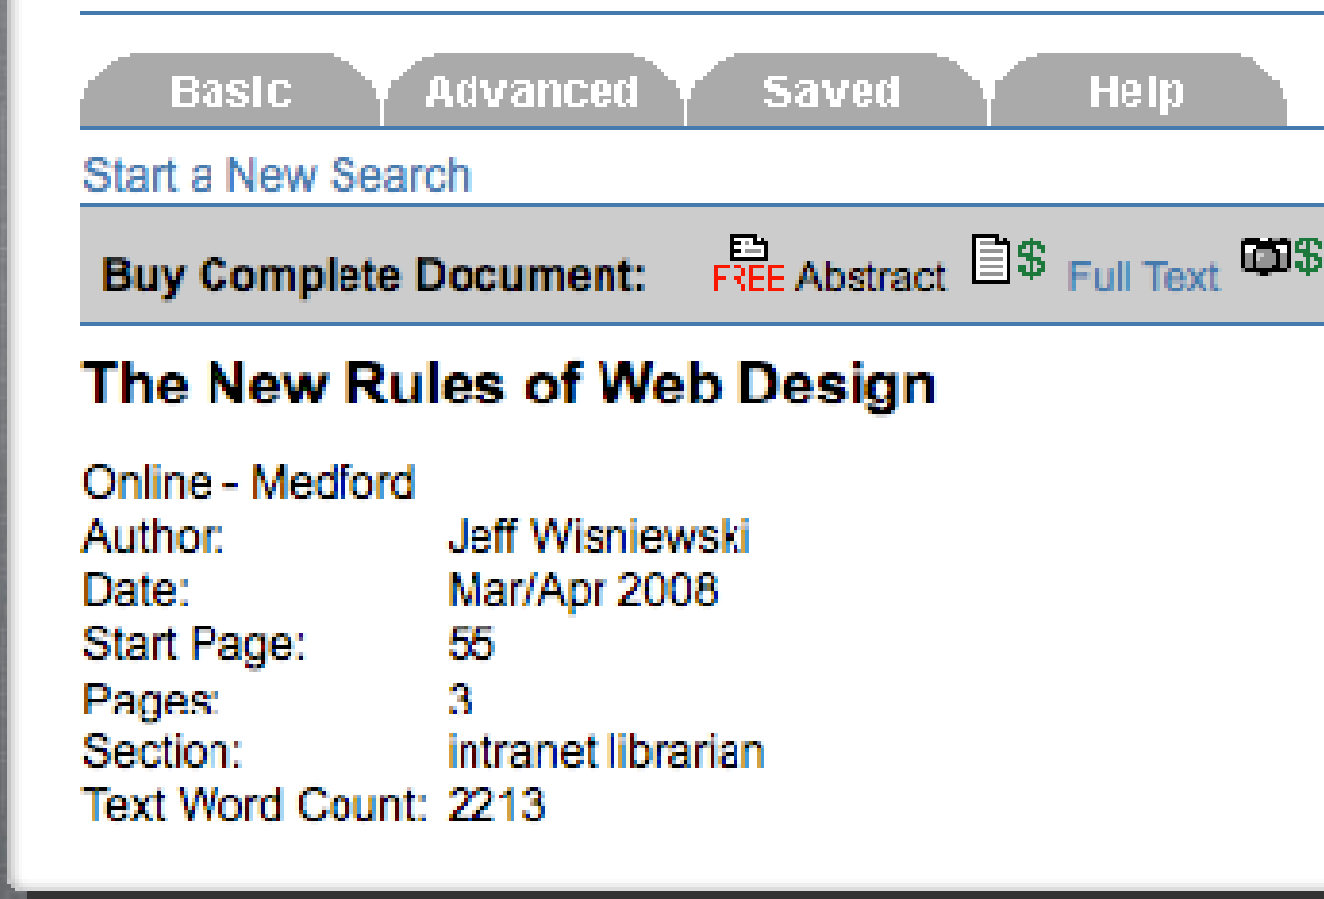 Basic Advanced Saved Help
Start a New Search
Buy Complete Document: FREE Abstract $ Full Text $
The New Rules of Web Design
Online - Medford
Author: Jeff Wisniewski
Date: Mar/Apr 2008
Start Page: 55
Pages: 3
Section: intranet librarian
Text Word Count: 2213